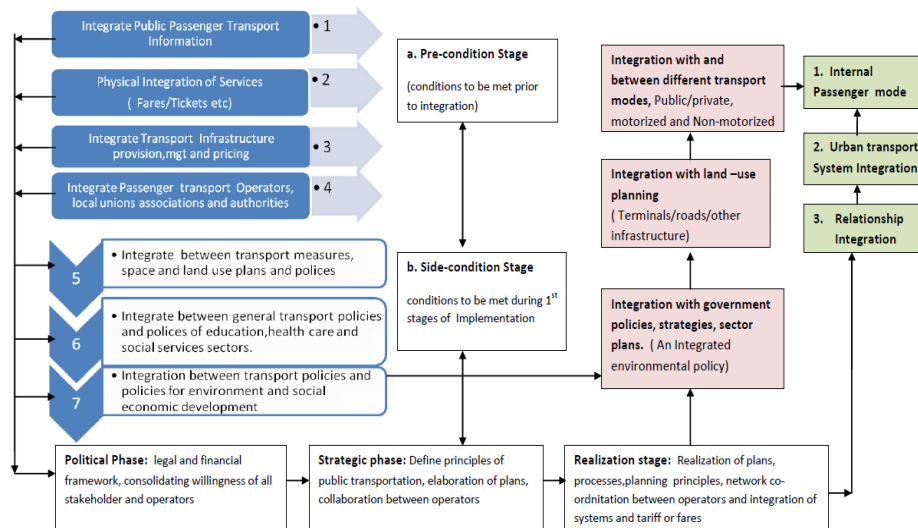 Integrate Public Passenger Transport
Information
• 1
Physical Integration of Services
( Fares/Tickets etc)
• 2
Integrate Transport Infrastructure
provision,mgt and pricing
• 3
Integrate Passenger transport Operators,
local unions associations and authorities
• 4
5
• Integrate between transport measures,
space and land use plans and polices
6
• Integrate between general transport policies
and polices of education,health care and
social services sectors.
7
• Integration between transport policies and
policies for environment and social
economic development
a. Pre-condition Stage
(conditions to be met prior
to integration)
b. Side-condition Stage
conditions to be met during 1st
stages of Implementation
Integration with and
between different transport
modes, Public/private,
motorized and Non-motorized
Integration with land –use
planning
( Terminals/roads/other
infrastructure)
Integration with government
policies, strategies, sector
plans. ( An Integrated
environmental policy)
1. Internal
Passenger mode
2. Urban transport
System Integration
3. Relationship
Integration
Political Phase: legal and financial
framework, consolidating willingness of all
stakeholder and operators
Strategic phase: Define principles of
public transportation, elaboration of plans,
collaboration between operators
Realization stage: Realization of plans,
processes,planning principles, network co-
ordnitation between operators and integration of
systems and tariff or fares